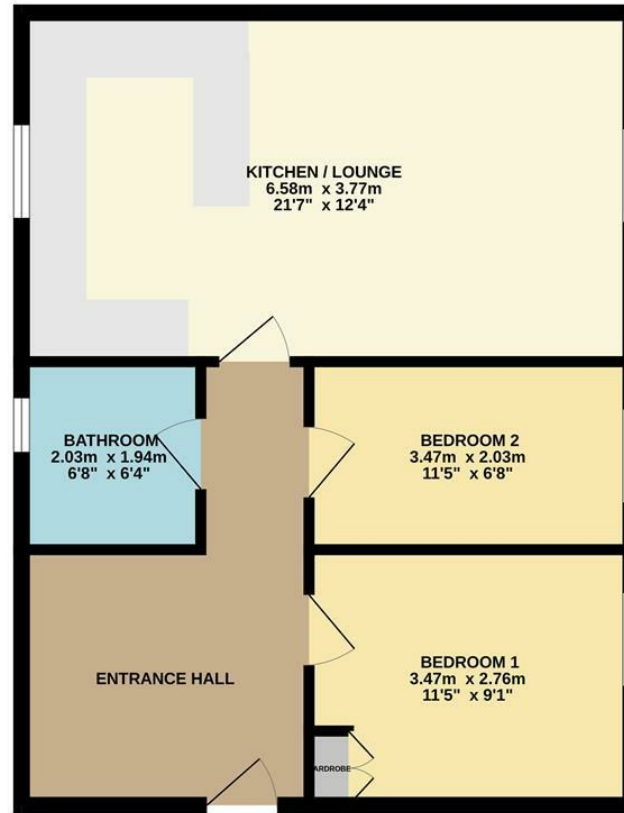 KITCHEN / LOUNGE
6.58m x 3.77m
21'7" x 12'4"
BATHROOM
2.03m x 1.94m
6'8" x 6'4"
BEDROOM 2
3.47m x 2.03m
11'5" x 6'8"
ENTRANCE HALL
BEDROOM 1
3.47m x 2.76m
11'5" x 9'1"
ARDROBE